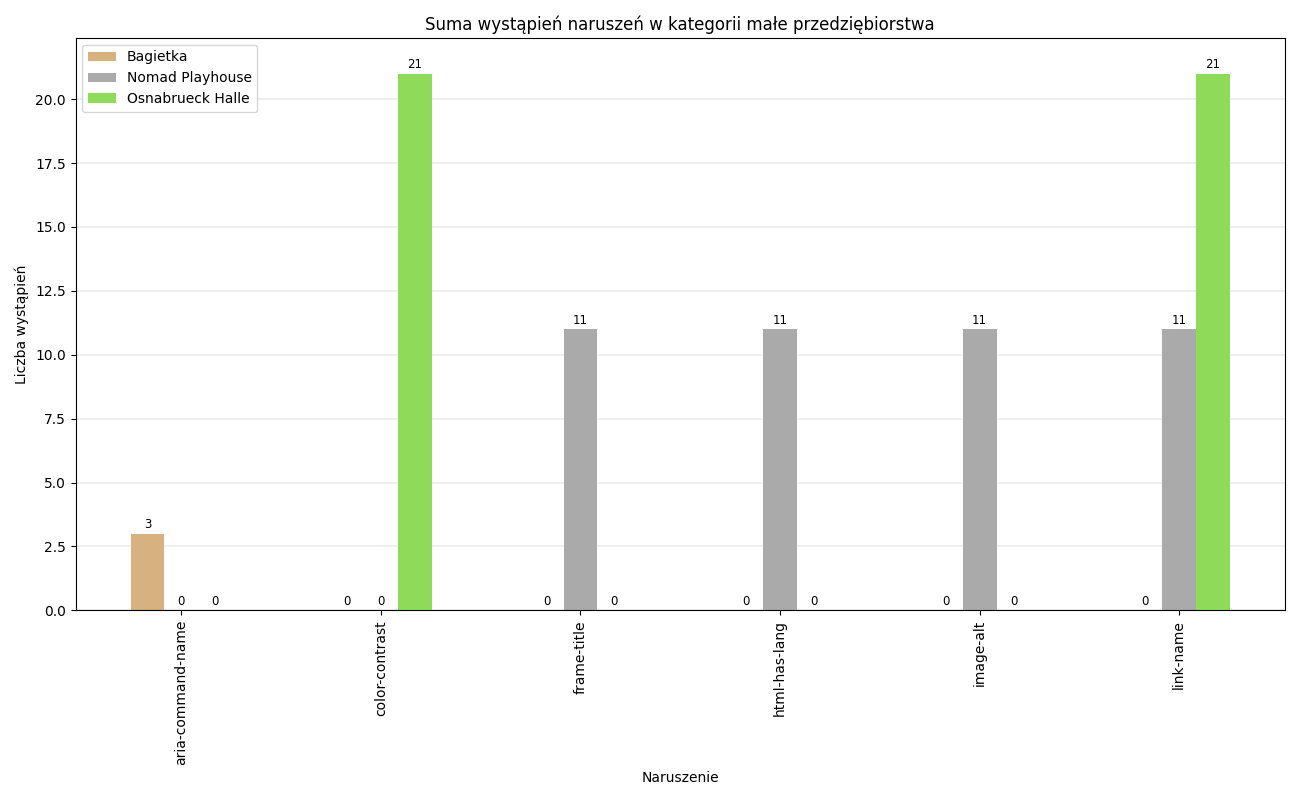 Suma wystąpień naruszeń w kategorii małe przedsiębiorstwa
Bagietka
Nomad Playhouse
Osnabrueck Halle
Liczba wystąpień
20.0
17.5
15.0
12.5
10.0
7.5
5.0
2.5
0.0
3 0 0
0 0 21
0 11 0
0 11 0
0 11 0
0 11 21
aria-command-name
color-contrast
frame-title
html-has-lang
image-alt
link-name
Naruszenie